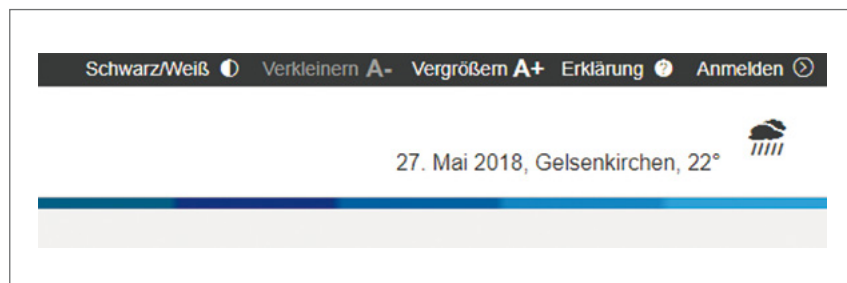 Schwarz/Weiß Verkleinern A- Vergrößern A+ Erklärung ? Anmelden
27. Mai 2018, Gelsenkirchen, 22°